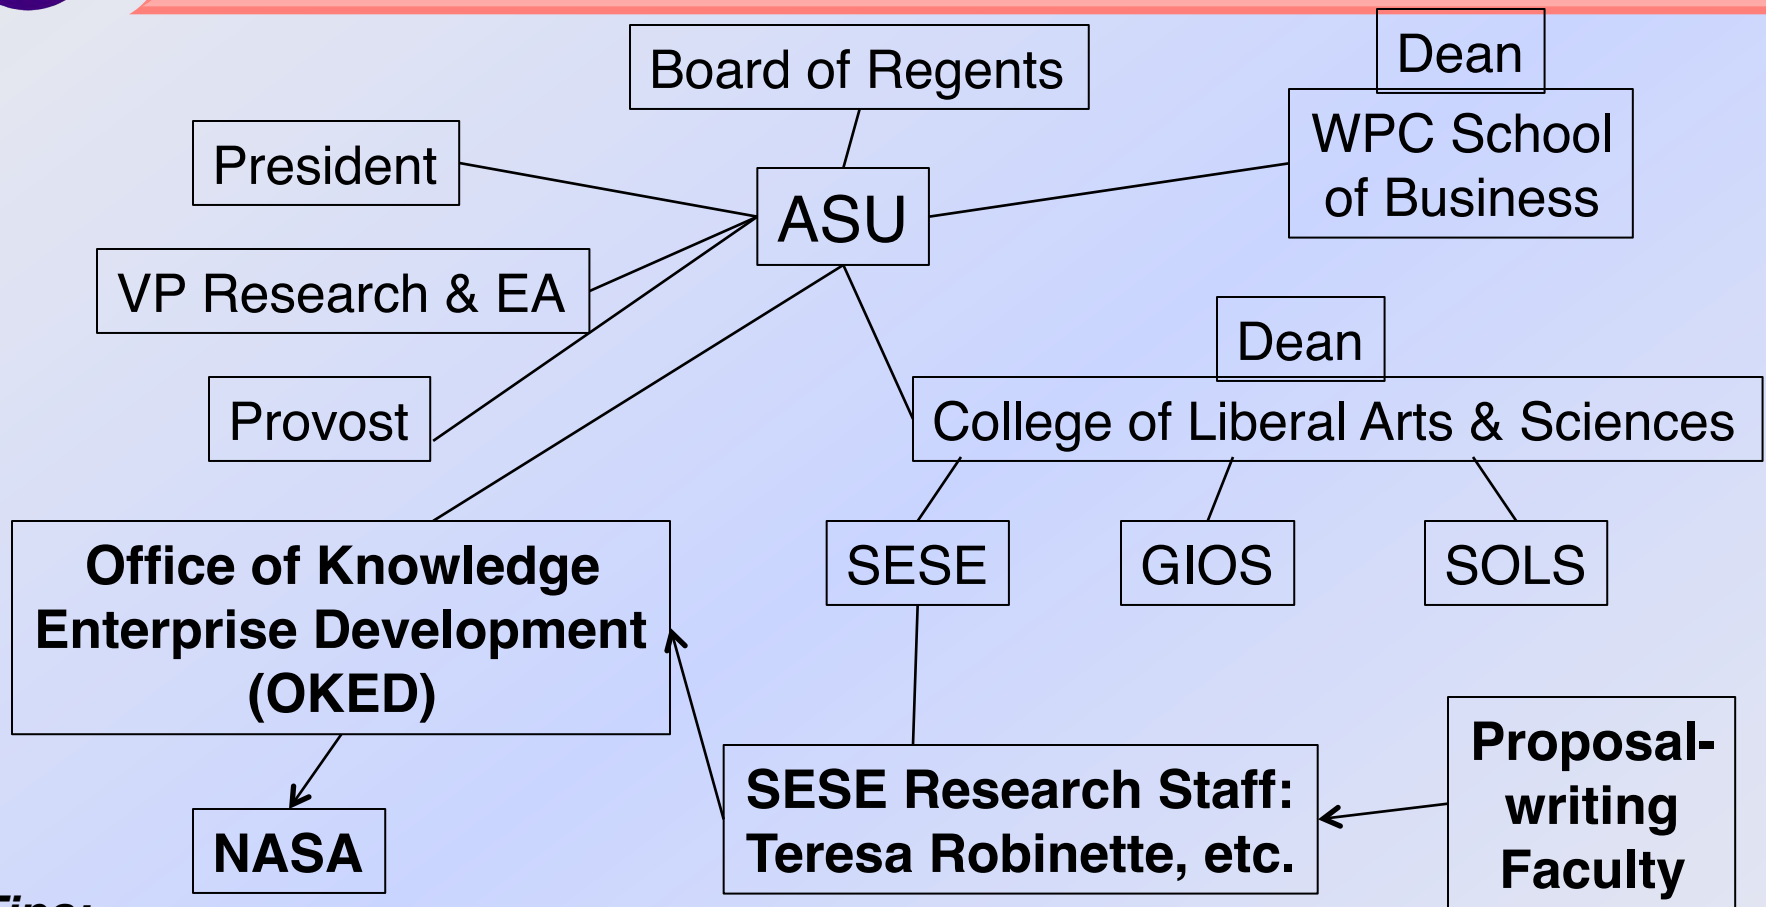 Board of Regents
Dean
WPC School
of Business
President
ASU
VP Research & EA
Dean
Provost
College of Liberal Arts & Sciences
Office of Knowledge
Enterprise Development
(OKED)
SESE
GIOS
SOLS
NASA
SESE Research Staff:
Teresa Robinette, etc.
Proposal-
writing
Faculty